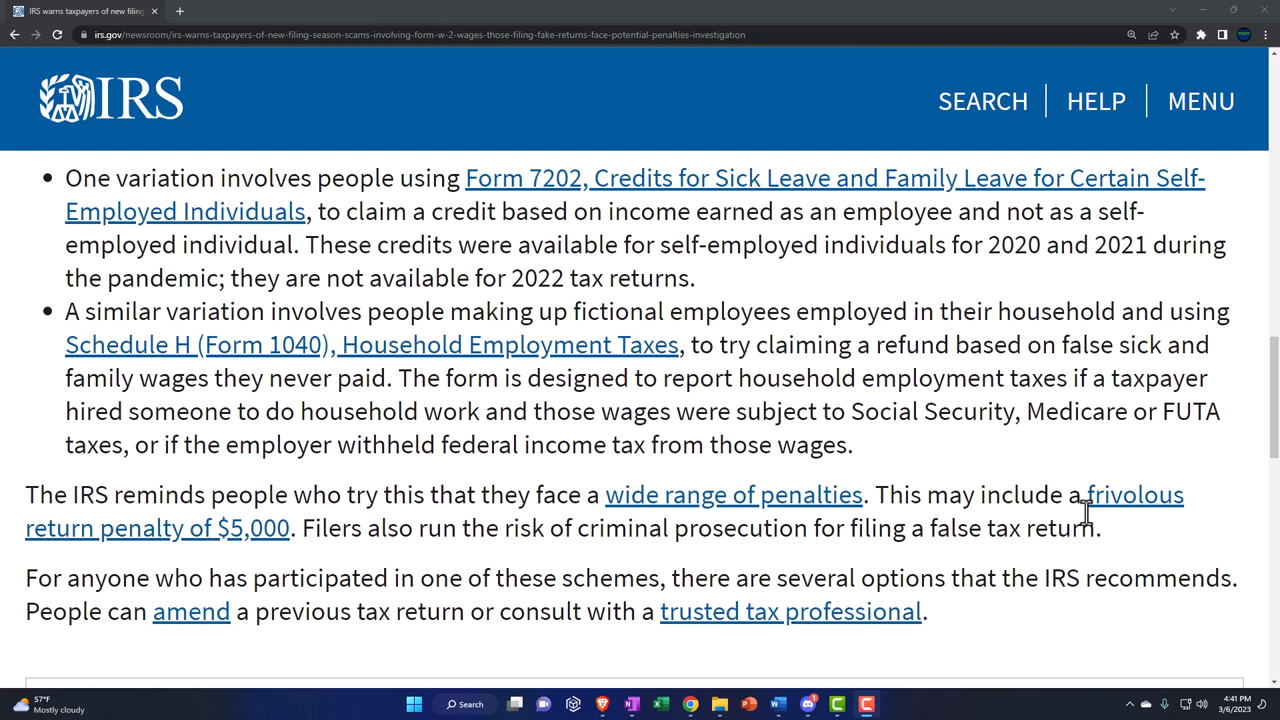 IRS warns taxpayers of new filing
irs.gov/newsroom/irs-warns-taxpayers-of-new-filing-season-scams-involving-form-w-2-wages-those-filing-fake-returns-face-potential-penalties-investigation
IRS
SEARCH
HELP
MENU
• One variation involves people using Form 7202, Credits for Sick Leave and Family Leave for Certain Self-
Employed Individuals, to claim a credit based on income earned as an employee and not as a self-
employed individual. These credits were available for self-employed individuals for 2020 and 2021 during
the pandemic; they are not available for 2022 tax returns.
• A similar variation involves people making up fictional employees employed in their household and using
Schedule H (Form 1040), Household Employment Taxes, to try claiming a refund based on false sick and
family wages they never paid. The form is designed to report household employment taxes if a taxpayer
hired someone to do household work and those wages were subject to Social Security, Medicare or FUTA
taxes, or if the employer withheld federal income tax from those wages.
The IRS reminds people who try this that they face a wide range of penalties. This may include a frivolous
return penalty of $5,000. Filers also run the risk of criminal prosecution for filing a false tax return.
For anyone who has participated in one of these schemes, there are several options that the IRS recommends.
People can amend a previous tax return or consult with a trusted tax professional.
57°F
Mostly cloudy
Search
4:41 PM
3/6/2023